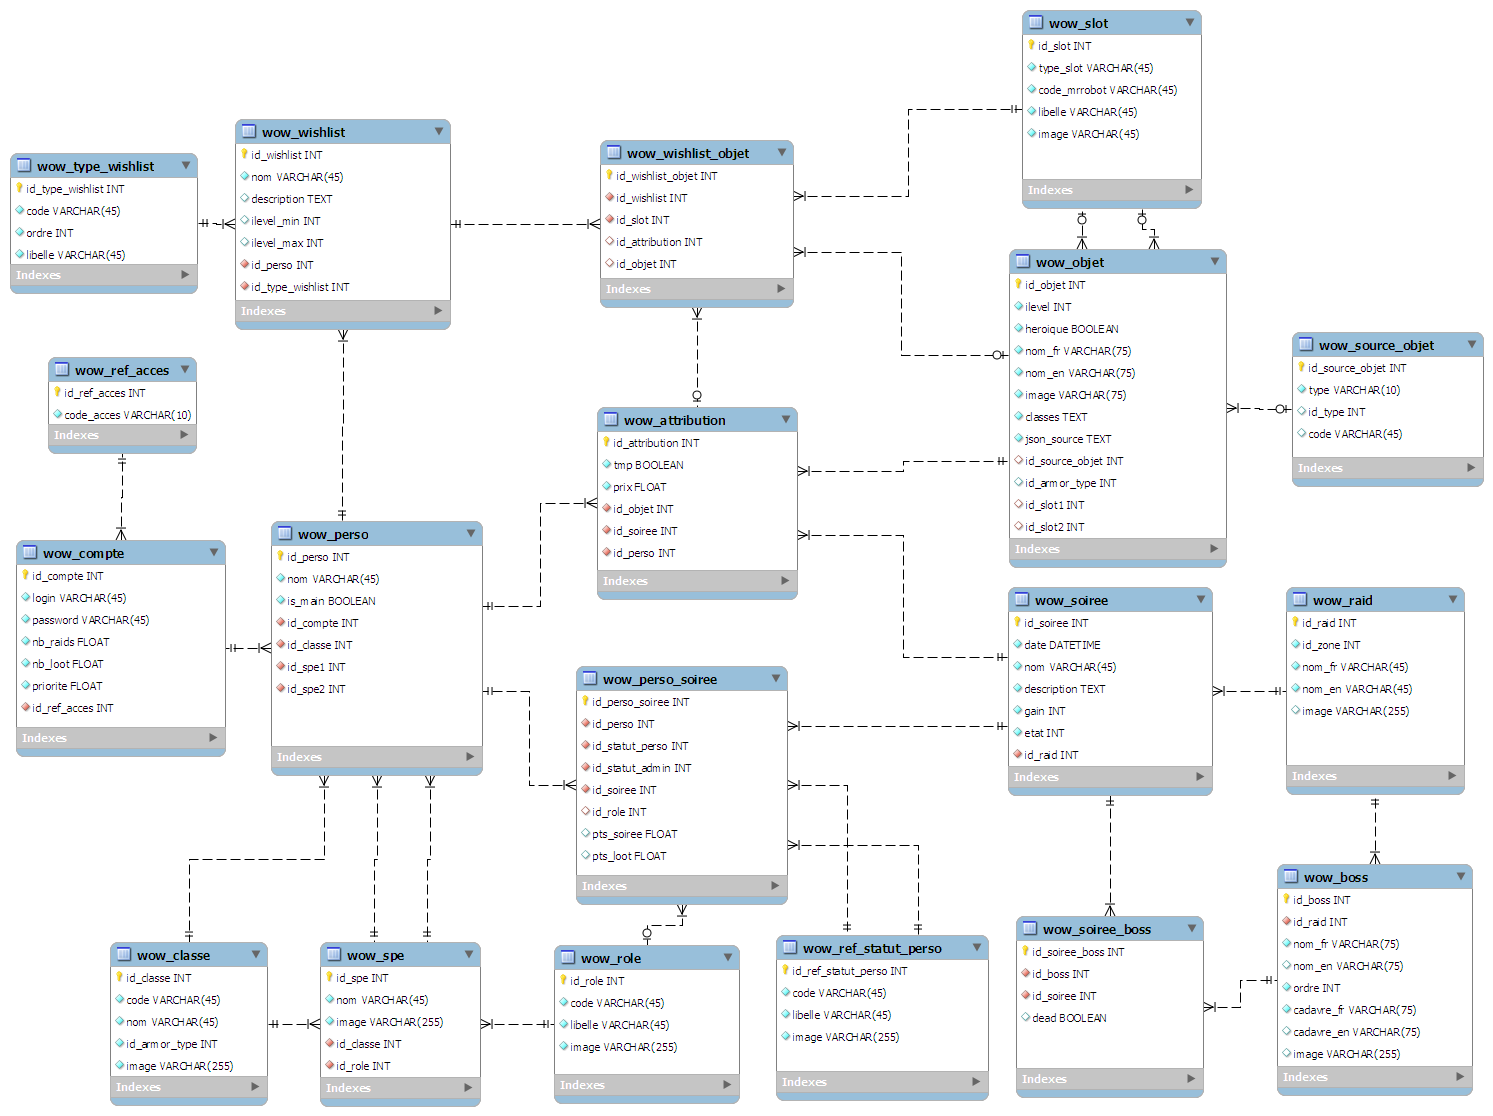 wow_slot
id_slot INT
type_slot VARCHAR(45)
code_mrrobot VARCHAR(45)
libelle VARCHAR(45)
image VARCHAR(45)
Indexes
wow_type_wishlist
id_type_wishlist INT
code VARCHAR(45)
ordre INT
libelle VARCHAR(45)
Indexes
wow_wishlist
id_wishlist INT
nom VARCHAR(45)
description TEXT
ilevel_min INT
ilevel_max INT
id_perso INT
id_type_wishlist INT
Indexes
wow_wishlist_objet
id_wishlist_objet INT
id_wishlist INT
id_slot INT
id_attribution INT
id_objet INT
Indexes
wow_objet
id_objet INT
ilevel INT
heroique BOOLEAN
nom_fr VARCHAR(75)
nom_en VARCHAR(75)
image VARCHAR(75)
classes TEXT
json_source TEXT
id_source_objet INT
id_armor_type INT
id_slot1 INT
id_slot2 INT
Indexes
wow_source_objet
id_source_objet INT
type VARCHAR(10)
id_type INT
code VARCHAR(45)
Indexes
wow_ref_acces
id_ref_acces INT
code_acces VARCHAR(10)
Indexes
wow_attribution
id_attribution INT
tmp BOOLEAN
prix FLOAT
id_objet INT
id_soiree INT
id_perso INT
Indexes
wow_compte
id_compte INT
login VARCHAR(45)
password VARCHAR(45)
nb_raids FLOAT
nb_loot FLOAT
priorite FLOAT
id_ref_acces INT
Indexes
wow_perso
id_perso INT
nom VARCHAR(45)
is_main BOOLEAN
id_compte INT
id_classe INT
id_spe1 INT
id_spe2 INT
Indexes
wow_perso_soiree
id_perso_soiree INT
id_perso INT
id_statut_perso INT
id_statut_admin INT
id_soiree INT
id_role INT
pts_soiree FLOAT
pts_loot FLOAT
Indexes
wow_soiree
id_soiree INT
date DATETIME
nom VARCHAR(45)
description TEXT
gain INT
etat INT
id_raid INT
Indexes
wow_raid
id_raid INT
id_zone INT
nom_fr VARCHAR(45)
nom_en VARCHAR(45)
image VARCHAR(255)
Indexes
wow_classe
id_classe INT
code VARCHAR(45)
nom VARCHAR(45)
id_armor_type INT
image VARCHAR(255)
Indexes
wow_spe
id_spe INT
nom VARCHAR(45)
image VARCHAR(255)
id_classe INT
id_role INT
Indexes
wow_role
id_role INT
code VARCHAR(45)
libelle VARCHAR(45)
image VARCHAR(255)
Indexes
wow_ref_statut_perso
id_ref_statut_perso INT
code VARCHAR(45)
libelle VARCHAR(45)
image VARCHAR(255)
Indexes
wow_soiree_boss
id_soiree_boss INT
id_boss INT
id_soiree INT
dead BOOLEAN
Indexes
wow_boss
id_boss INT
id_raid INT
nom_fr VARCHAR(75)
nom_en VARCHAR(75)
ordre INT
cadavre_fr VARCHAR(75)
cadavre_en VARCHAR(75)
image VARCHAR(255)
Indexes